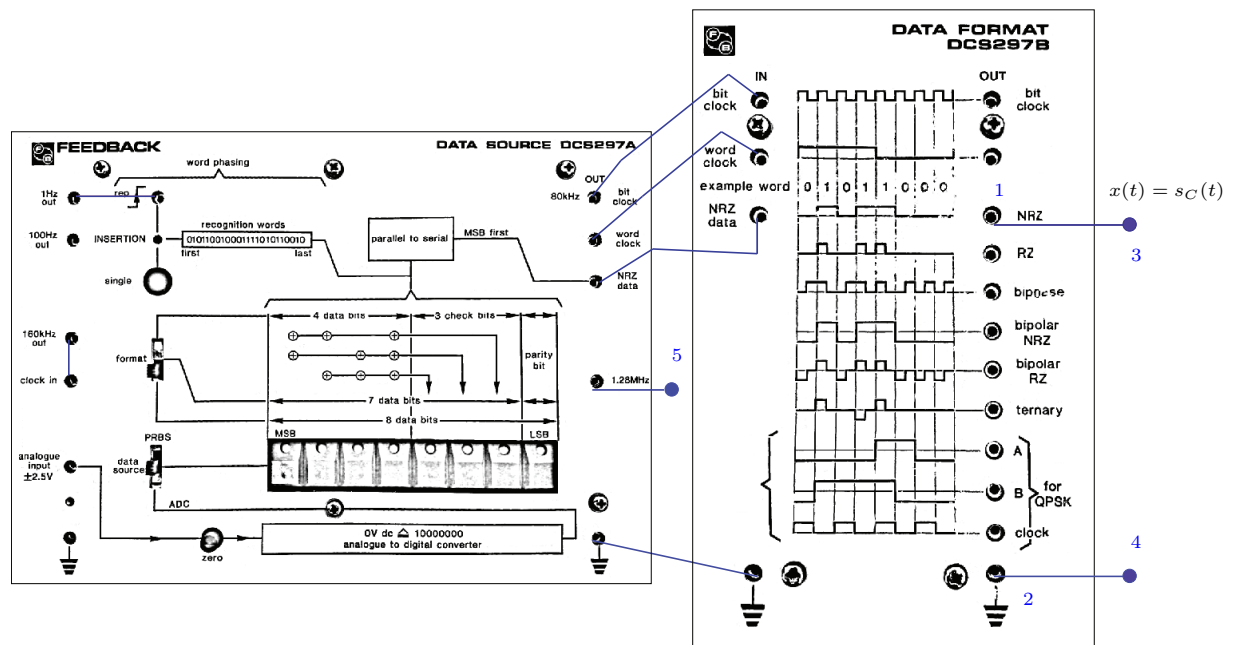 FEEDBACK
DATA SOURCE DCS297A
word phasing
1Hz
out
rep
100Hz
out
INSERTION
recognition words
0101100100011110101 10010
first
last
single
parallel to serial
MSB first
OUT
80kHz
bit
clock
word
clock
NRZ
data
160kHz
out
clock in
format
4 data bits
3 check bits
parity
bit
7 data bits
8 data bits
1.28MHz
5
PRBS
data
source
MSB
LSB
analogue
input
±2.5V
ADC
zero
0V dc ≙ 10000000
analogue to digital converter
DATA FORMAT
DCS297B
IN
OUT
bit
clock
bit
clock
word
clock
example word
0 1 0 1 1 0 0 0
NRZ
data
1
NRZ
x(t) = s_C(t)
3
RZ
bipolar
NRZ
bipolar
RZ
ternary
A
B
for
QPSK
clock
4
2